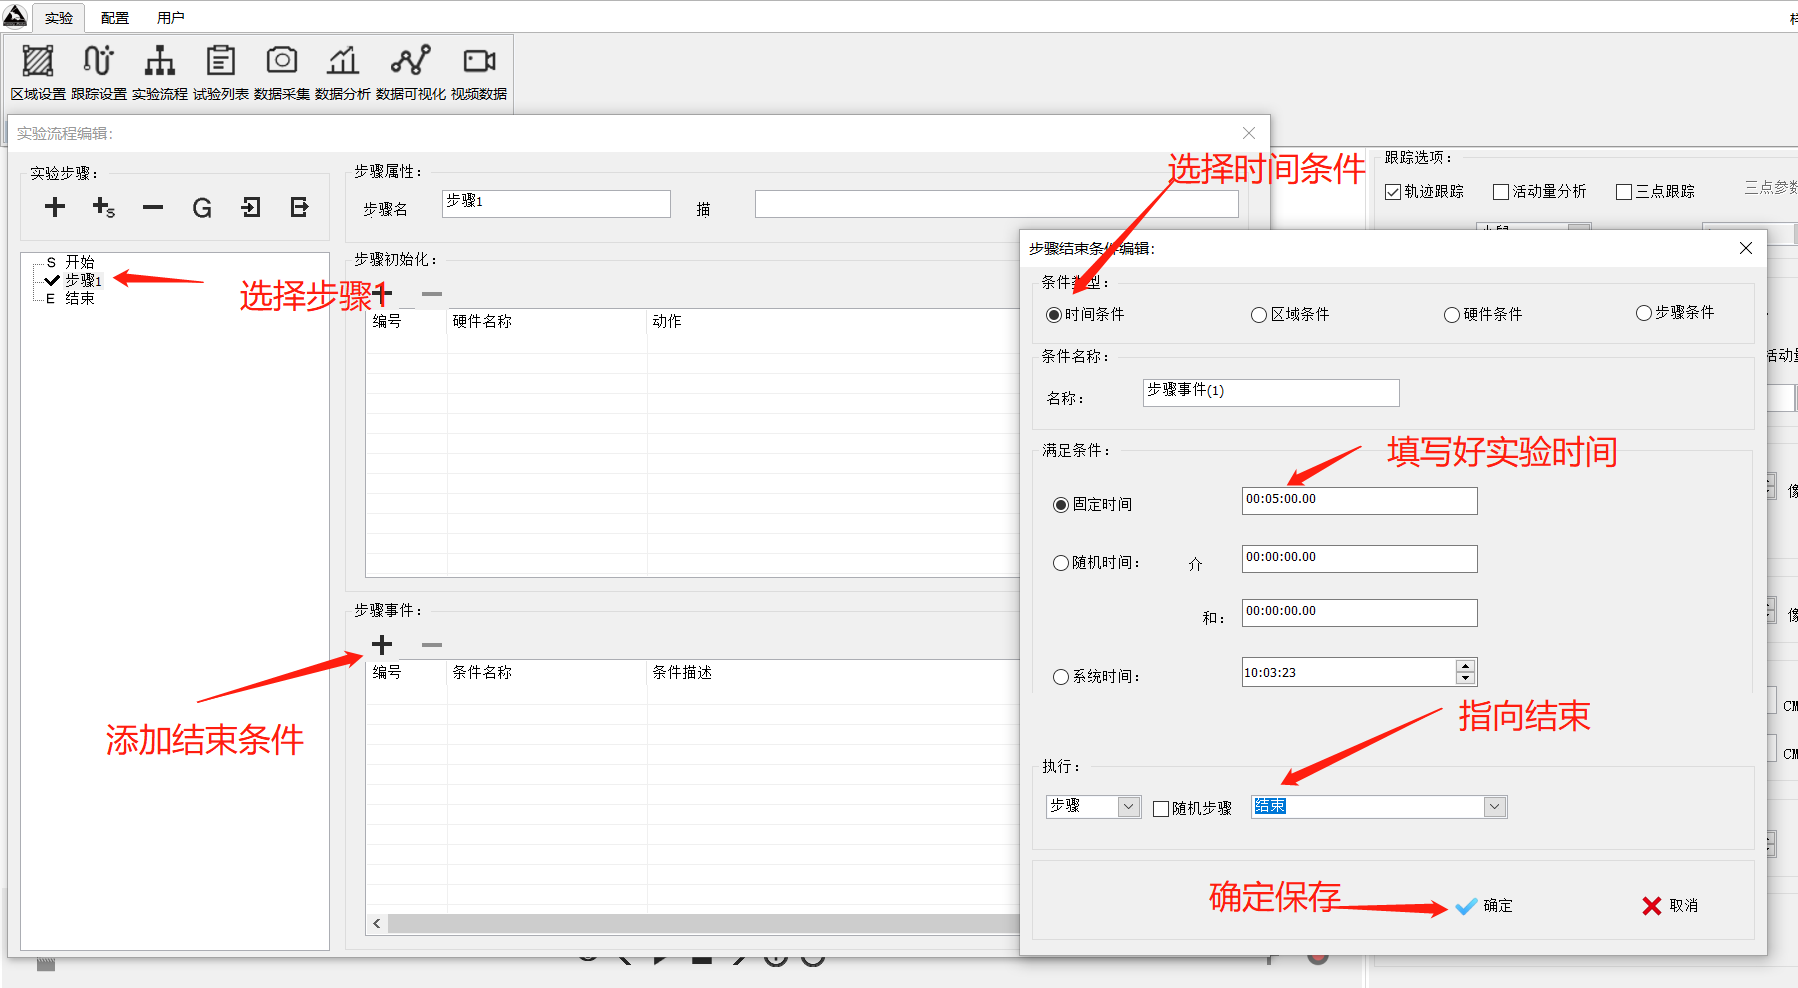 实验 配置 用户
区域设置 跟踪设置 实验流程 试验列表 数据采集 数据分析 数据可视化 视频数据
实验流程编辑:
实验步骤:
S 开始
步骤1
E 结束
选择步骤1
添加结束条件
步骤属性:
步骤名 步骤1 描
步骤初始化:
编号 硬件名称 动作
步骤事件:
编号 条件名称 条件描述
选择时间条件
跟踪选项:
轨迹跟踪 活动量分析 三点跟踪 三点参数
步骤结束条件编辑:
条件类型:
时间条件 区域条件 硬件条件 步骤条件
条件名称:
名称: 步骤事件(1)
满足条件:
填写好实验时间
固定时间 00:05:00.00
随机时间: 介 00:00:00.00
和: 00:00:00.00
系统时间: 10:03:23
指向结束
执行:
步骤 随机步骤 结束
确定保存
确定 取消
活动量
像
像
CM
CM